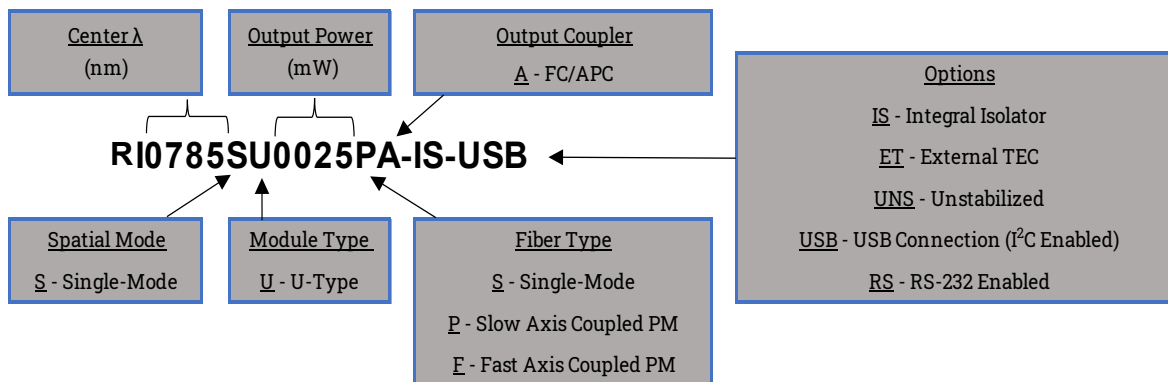 Center λ
(nm)
Output Power
(mW)
Output Coupler
A - FC/APC
Options
IS - Integral Isolator
ET - External TEC
UNS - Unstabilized
USB - USB Connection (I²C Enabled)
RS - RS-232 Enabled
RI0785SU0025PA-IS-USB
Spatial Mode
S - Single-Mode
Module Type
U - U-Type
Fiber Type
S - Single-Mode
P - Slow Axis Coupled PM
F - Fast Axis Coupled PM